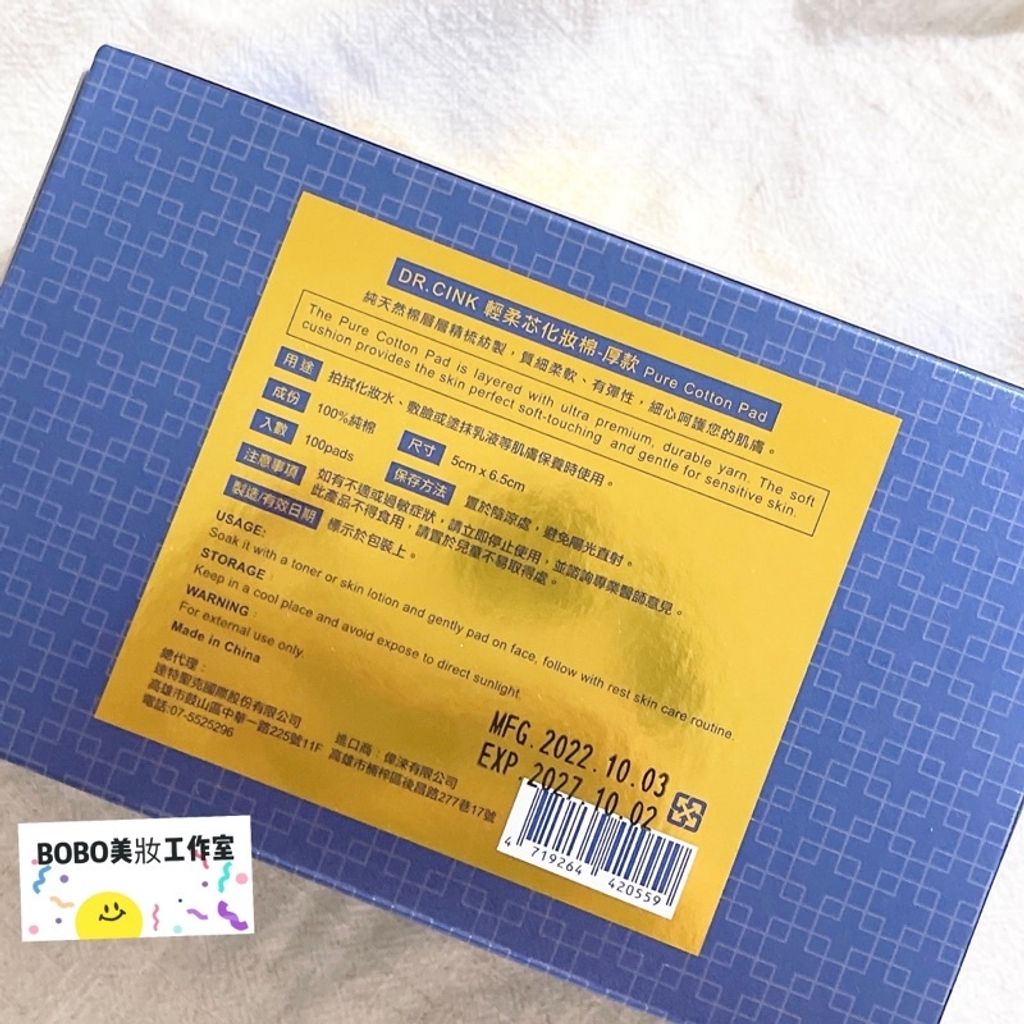 DR.CINK 輕柔芯化妝棉-厚款 Pure Cotton Pad
純天然棉層層精梳紡製，質細柔軟、有彈性，細心呵護您的肌膚。
The Pure Cotton Pad is layered with ultra premium, durable yarn. The soft
cushion provides the skin perfect soft-touching and gentle for sensitive skin.
用途 拍拭化妝水、敷臉或塗抹乳液等肌膚保養時使用。
成份 100%純棉 尺寸 5cm x 6.5cm
入數 100pads 保存方法 置於陰涼處，避免陽光直射。
注意事項 如有不適或過敏症狀，請立即停止使用，並諮詢專業醫師意見。
此產品不得食用，請置於兒童不易取得處。
製造/有效日期 標示於包裝上。
USAGE:
Soak it with a toner or skin lotion and gently pad on face, follow with rest skin care routine.
STORAGE :
Keep in a cool place and avoid expose to direct sunlight.
WARNING :
For external use only.
Made in China
總代理：
達特聖克國際股份有限公司
高雄市鼓山區中華一路225號11F
電話:07-5525296
進口商：偉淶有限公司
高雄市楠梓區後昌路277巷17號
MFG.2022.10.03
EXP 2027.10.02
4 719264 420559
BOBO美妝工作室